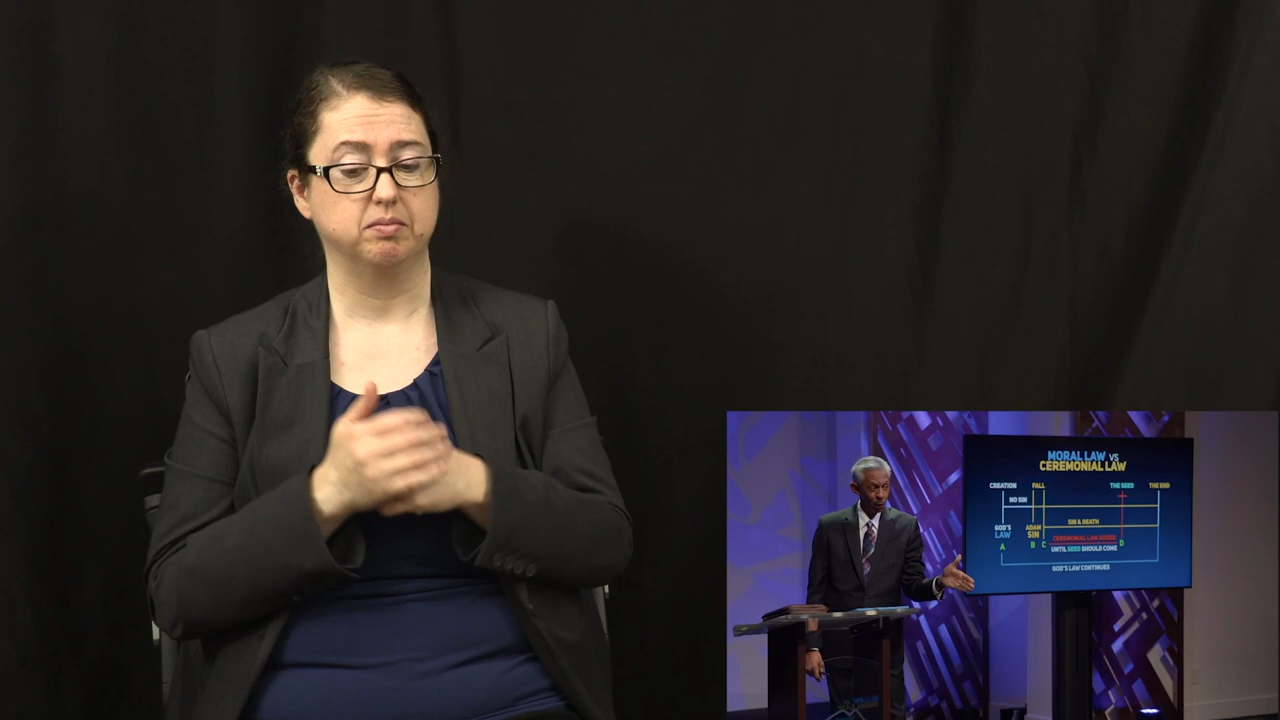 MORAL LAW VS
CEREMONIAL LAW
CREATION FALL THE SEED THE END
NO SIN
SIN & DEATH
GOD'S LAW
ADAM SIN
CEREMONIAL LAW ADDED
A B C D
UNTIL SEED SHOULD COME
GOD'S LAW CONTINUES